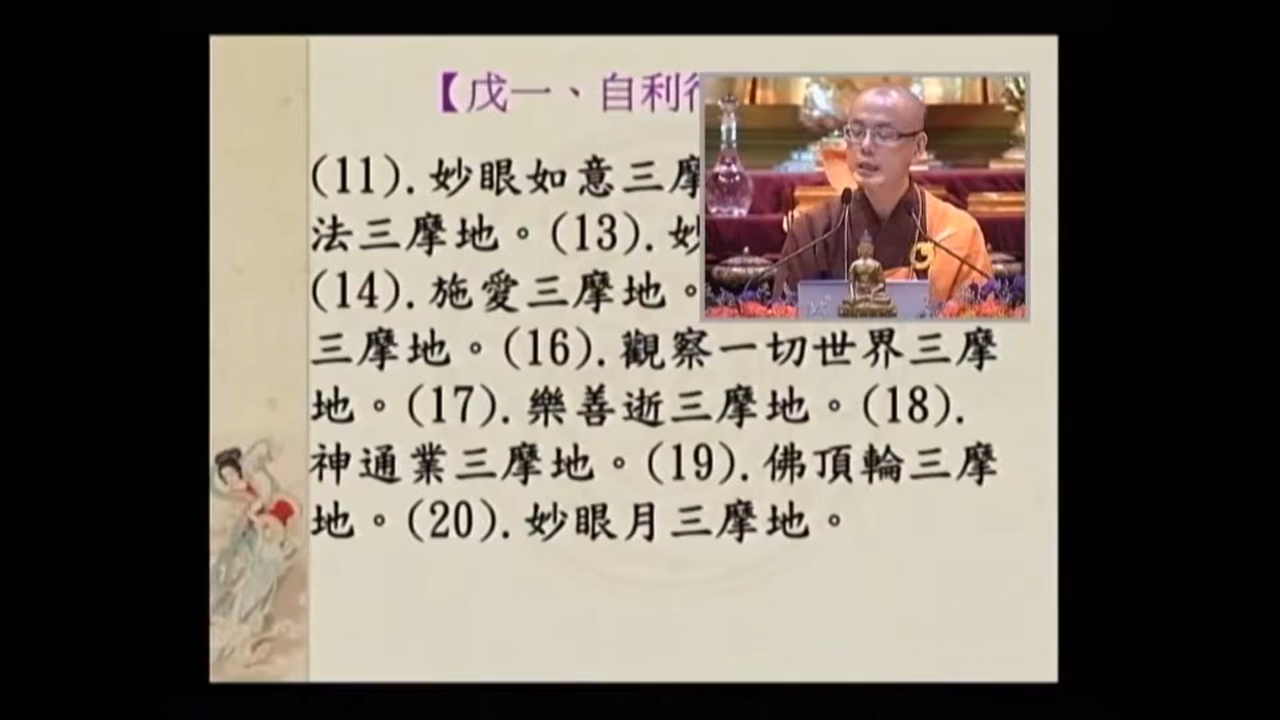 【戊一、自利
(11).妙眼如意三摩
法三摩地。(13).妙
(14).施愛三摩地。
三摩地。(16).觀察一切世界三摩
地。(17).樂善逝三摩地。(18).
神通業三摩地。(19).佛頂輪三摩
地。(20).妙眼月三摩地。